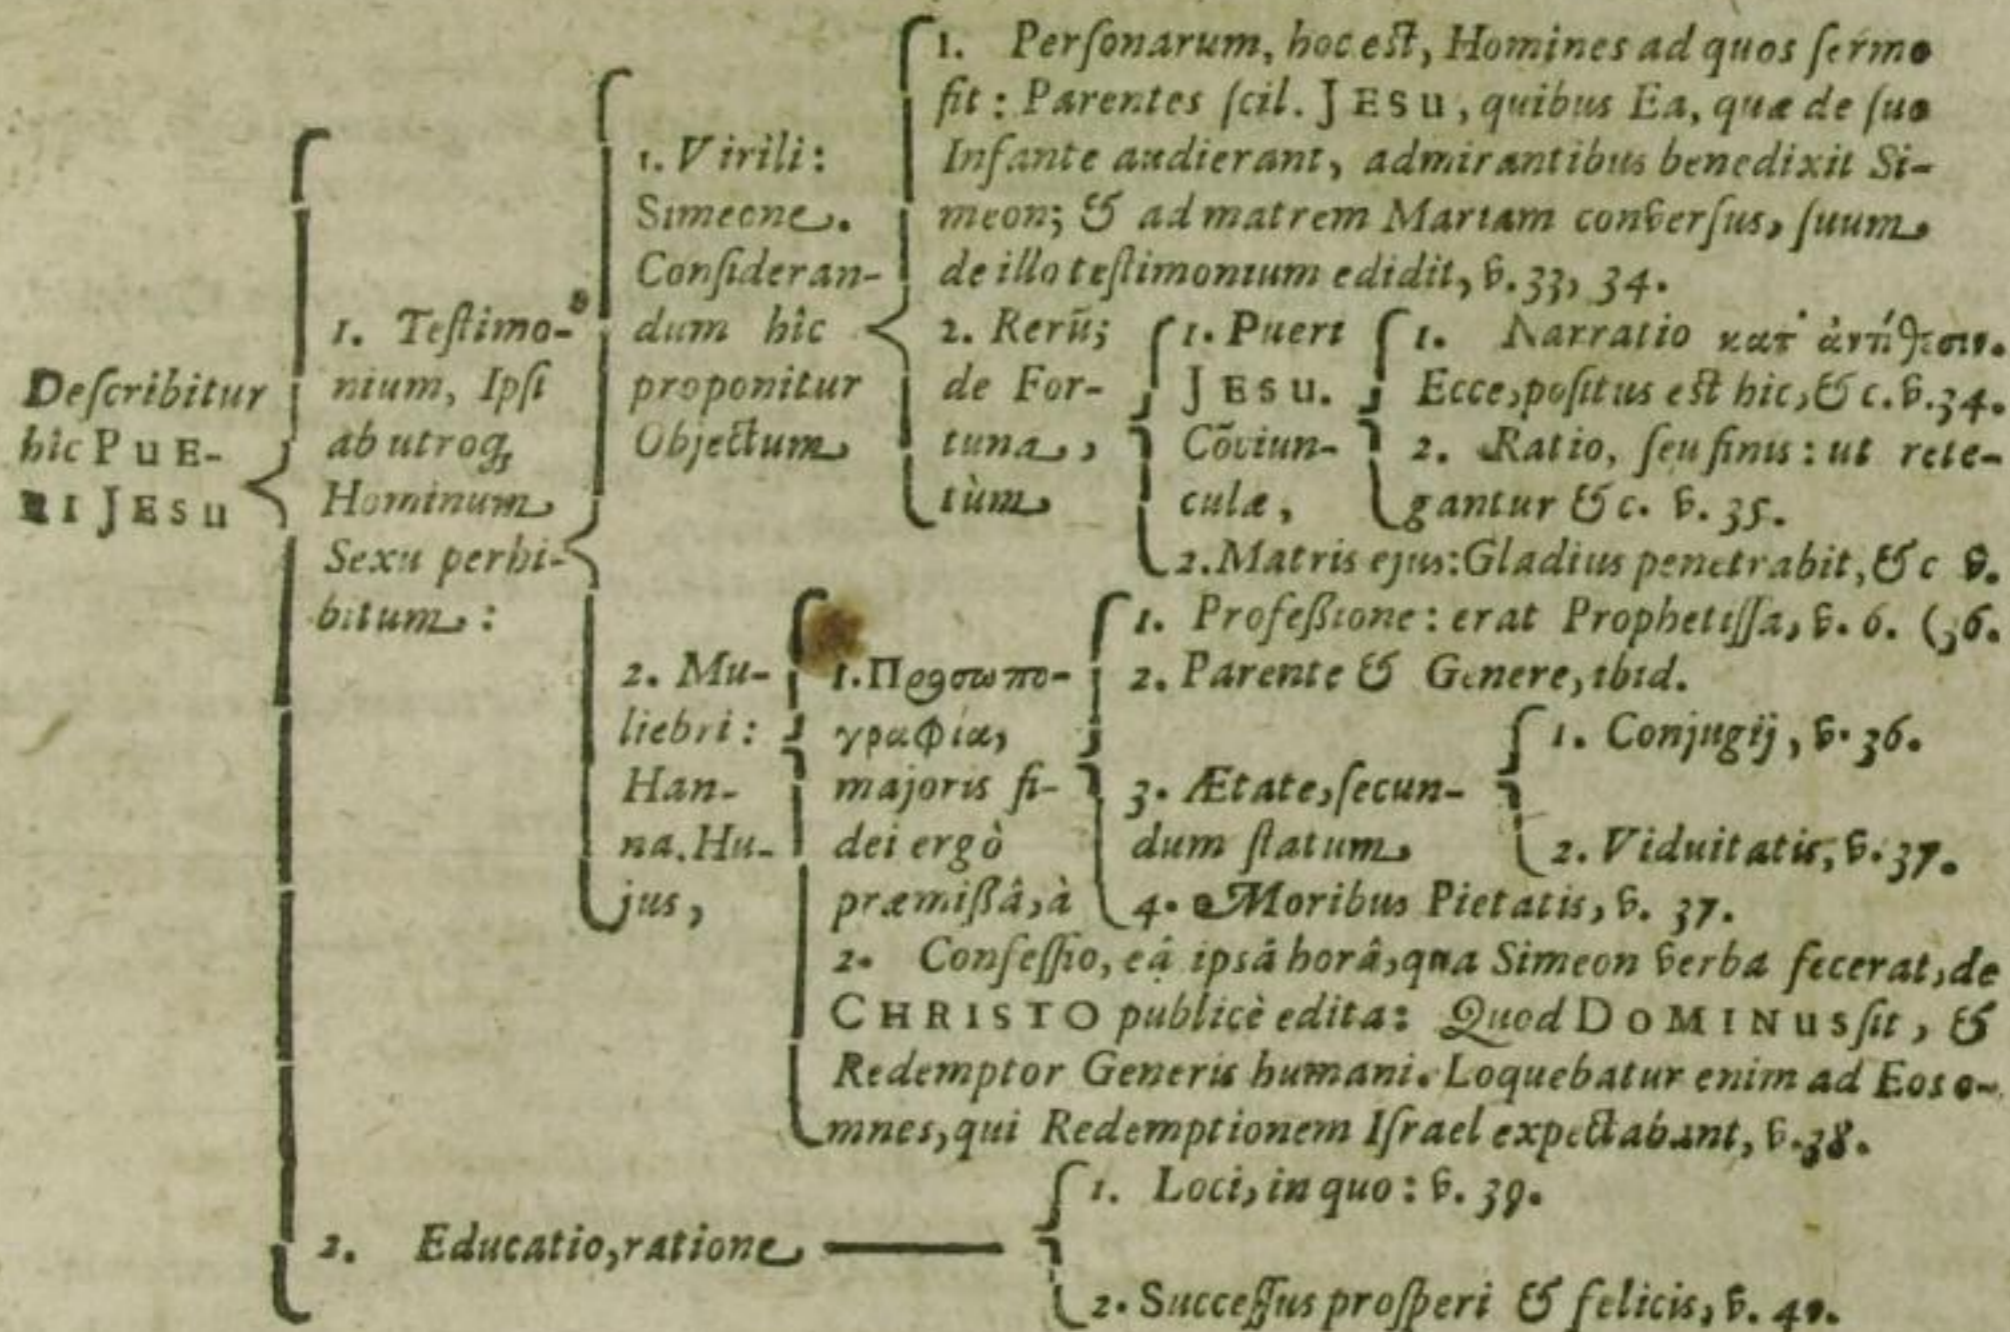 Deſcribitur
hîc PUE-
RI JESU
1. Teſtimo-
nium, Ipſi
ab utroq;
Hominum
Sexu perhi-
bitum:
1. Virili:
Simeone.
Conſideran-
dum hîc
proponitur
Objectum
1. Perſonarum, hoc eſt, Homines ad quos ſermo
fit: Parentes ſcil. JESU, quibus Ea, quæ de ſuo
Infante audierant, admirantibus benedixit Si-
meon; & ad matrem Mariam converſus, ſuum
de illo teſtimonium edidit, v. 33, 34.
2. Rerũ;
de For-
tuna,
tùm
1. Pueri
JESU.
Cõviun-
culæ,
1. Narratio κατ' ἀντίθεσιν.
Ecce, poſitus eſt hic, & c. v. 34.
2. Ratio, ſeu finis: ut rete-
gantur & c. v. 35.
2. Matris ejus: Gladius penetrabit, & c v.
(36.
2. Mu-
liebri:
Han-
na. Hu-
jus,
1. Προσωπο-
γραφία,
majoris fi-
dei ergò
præmiſſâ, à
1. Profeßione: erat Prophetiſſa, v. 6.
2. Parente & Genere, ibid.
3. Ætate, ſecun-
dum ſtatum
1. Conjugij, v. 36.
2. Viduitatis, v. 37.
4. Moribus Pietatis, v. 37.
2. Confeſſio, eâ ipsâ horâ, qua Simeon verba fecerat, de
CHRISTO publicè edita: Quod DOMINUS ſit, &
Redemptor Generis humani. Loquebatur enim ad Eos o-
mnes, qui Redemptionem Iſrael expectabant, v. 38.
2. Educatio, ratione
1. Loci, in quo: v. 39.
2. Succeſſus proſperi & felicis, v. 40.